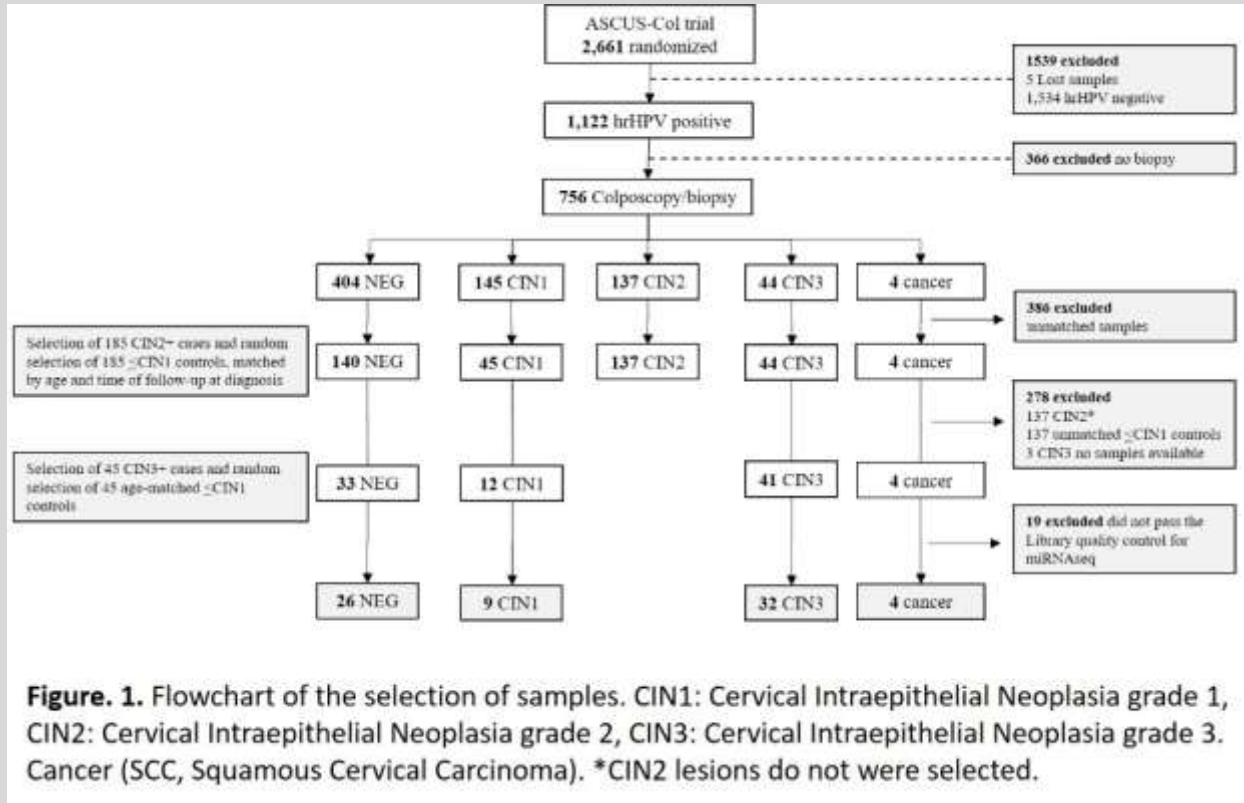 ASCUS-Col trial
2,661 randomized
1539 excluded
5 Lost samples
1,534 hrHPV negative
1,122 hrHPV positive
366 excluded no biopsy
756 Colposcopy/biopsy
404 NEG
145 CIN1
137 CIN2
44 CIN3
4 cancer
386 excluded
unmatched samples
Selection of 185 CIN2+ cases and random
selection of 185 ≤CIN1 controls, matched
by age and time of follow-up at diagnosis
140 NEG
45 CIN1
137 CIN2
44 CIN3
4 cancer
278 excluded
137 CIN2*
137 unmatched ≤CIN1 controls
3 CIN3 no samples available
Selection of 45 CIN3+ cases and random
selection of 45 age-matched ≤CIN1
controls
33 NEG
12 CIN1
41 CIN3
4 cancer
19 excluded did not pass the
Library quality control for
miRNAseq
26 NEG
9 CIN1
32 CIN3
4 cancer
Figure. 1. Flowchart of the selection of samples. CIN1: Cervical Intraepithelial Neoplasia grade 1,
CIN2: Cervical Intraepithelial Neoplasia grade 2, CIN3: Cervical Intraepithelial Neoplasia grade 3.
Cancer (SCC, Squamous Cervical Carcinoma). *CIN2 lesions do not were selected.